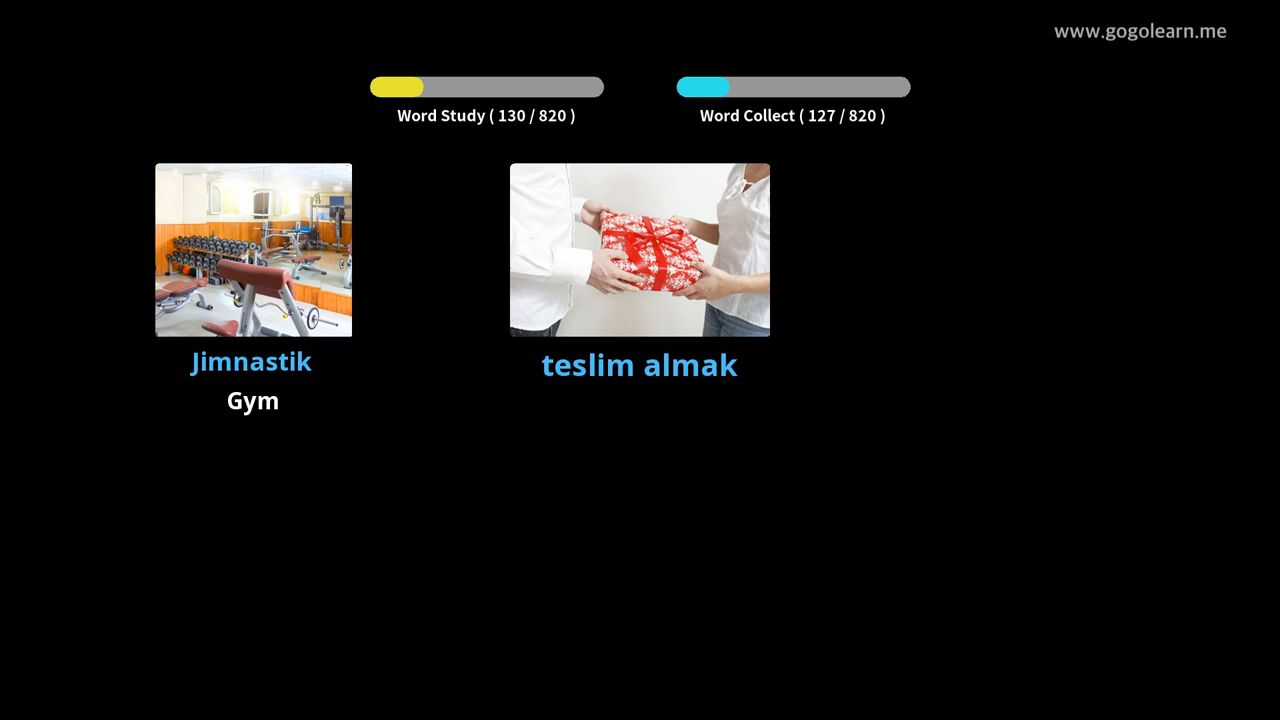 www.gogolearn.me
Word Study ( 130 / 820 )
Word Collect ( 127 / 820 )
Jimnastik
Gym
teslim almak